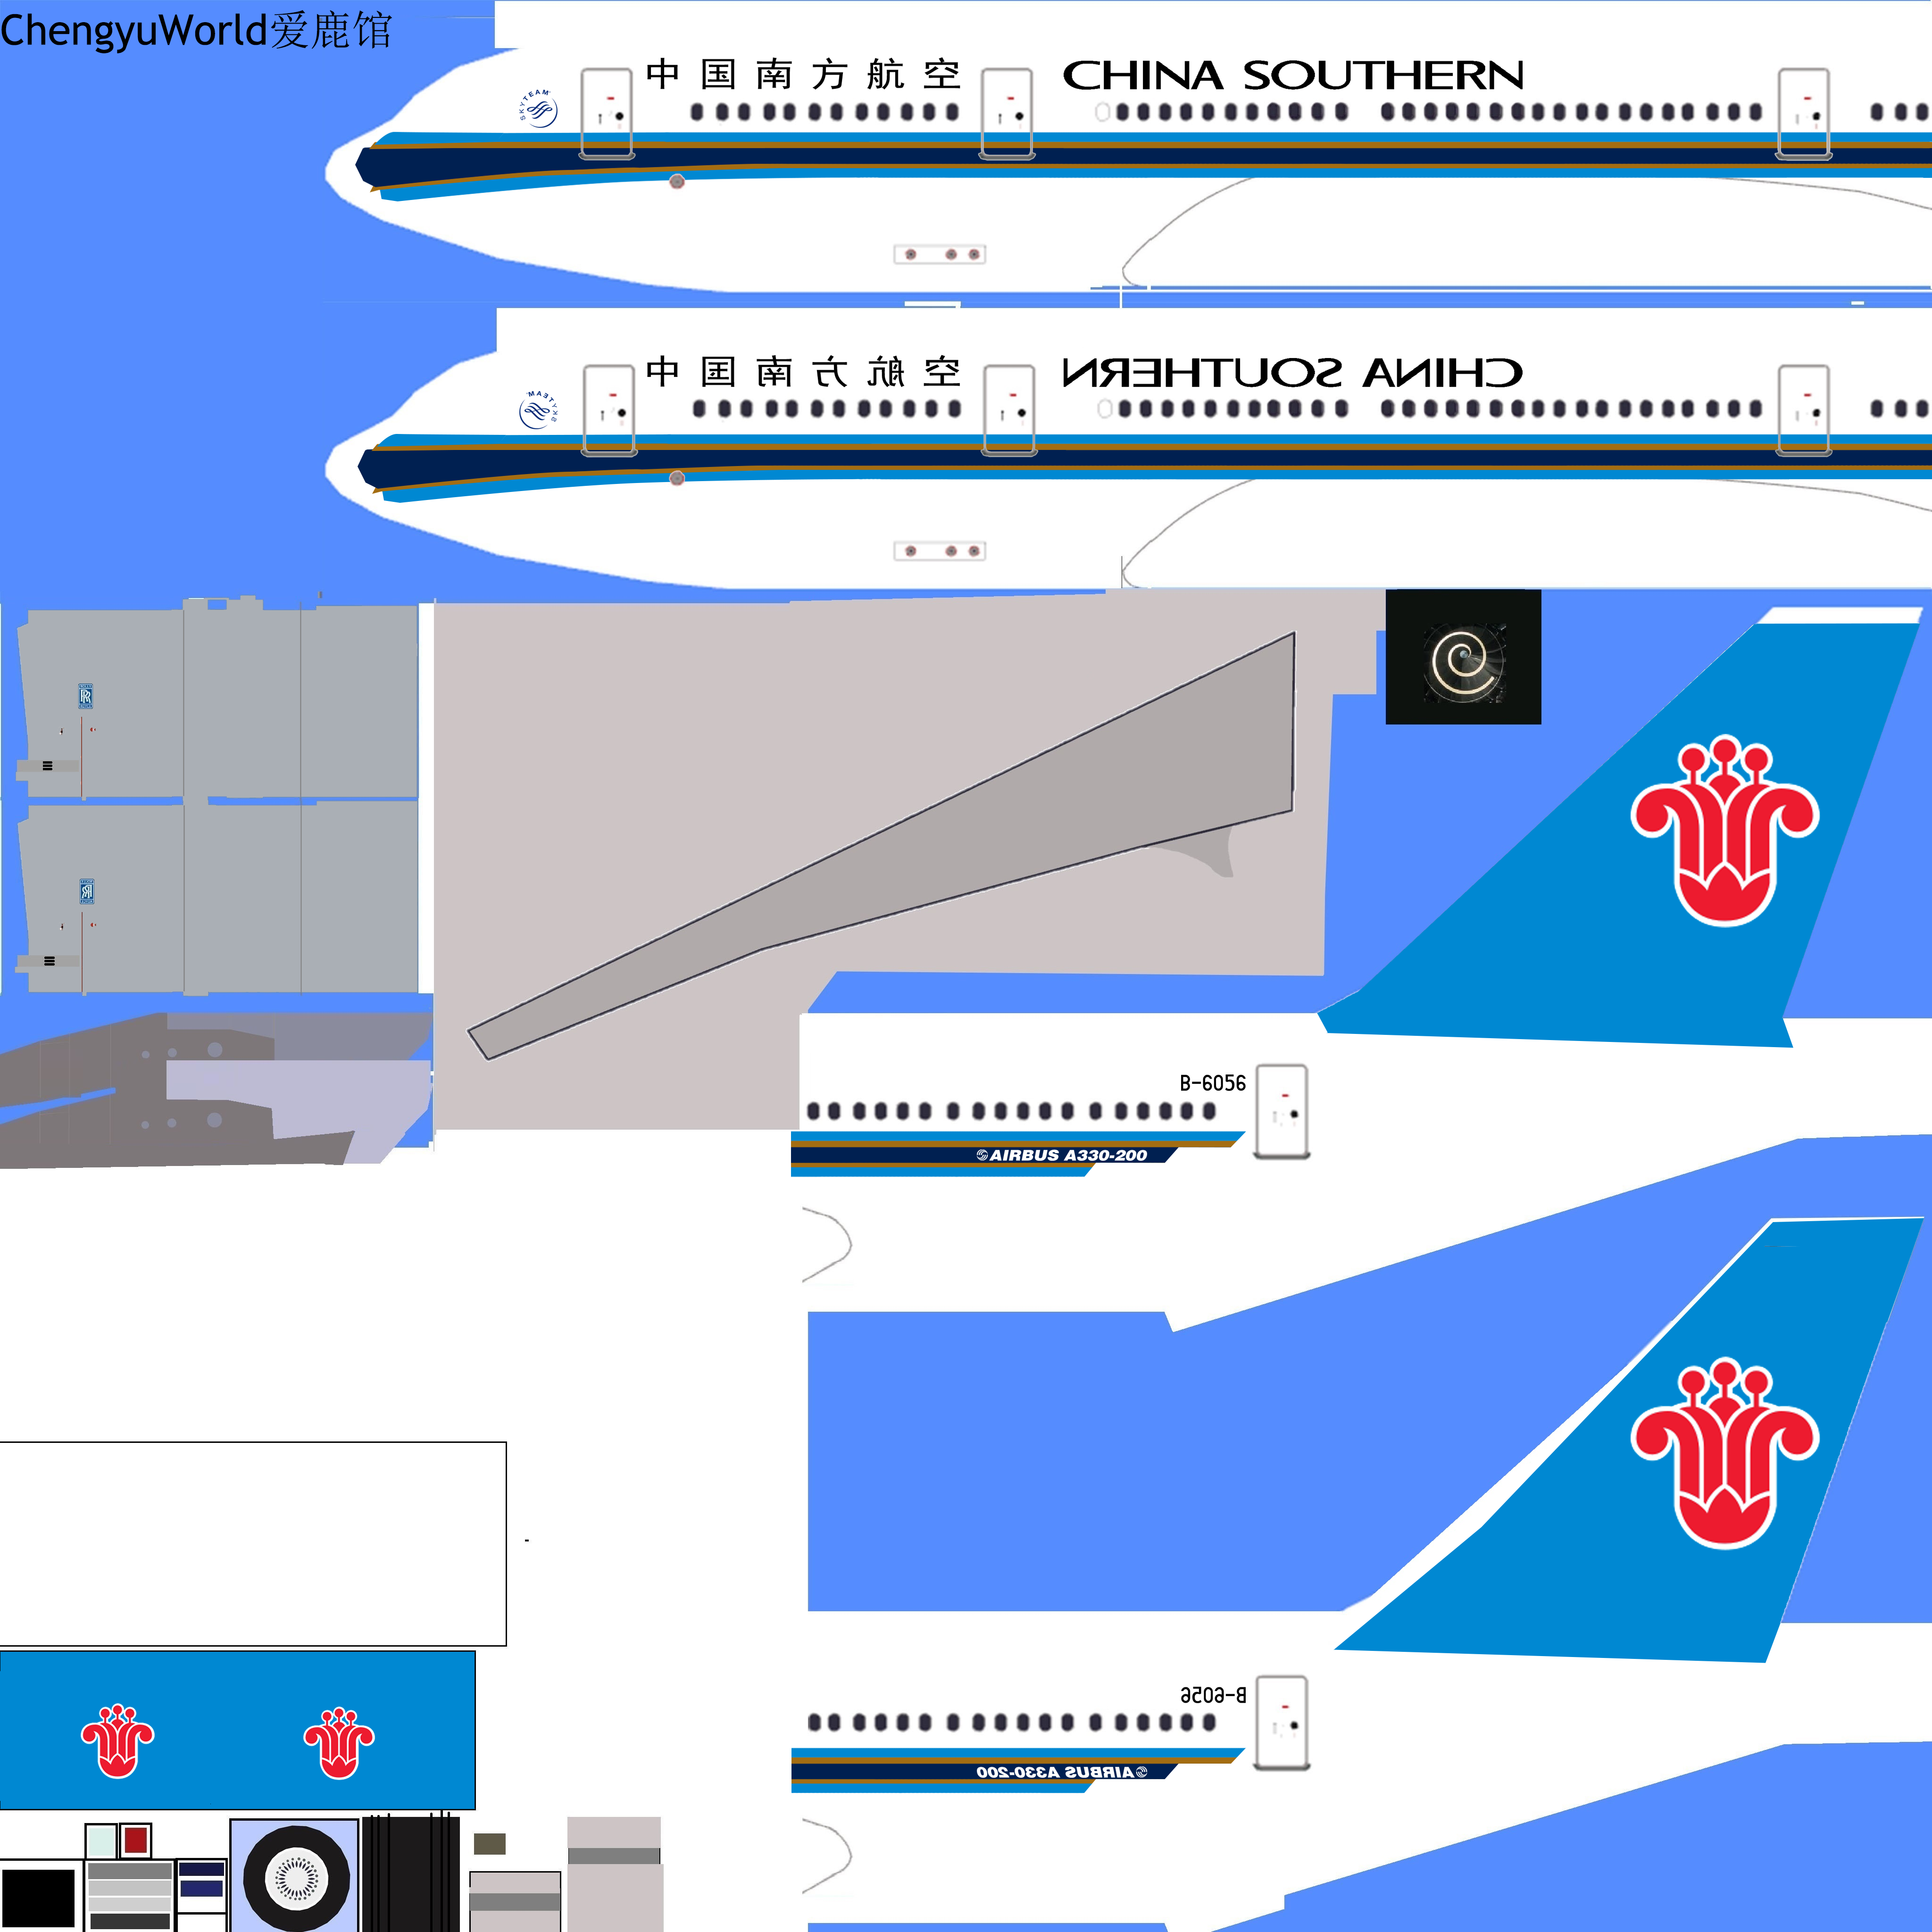 ChengyuWorld爱鹿馆
中国南方航空 CHINA SOUTHERN
SKYTEAM
中国南方航空 CHINA SOUTHERN
SKYTEAM
RR
RR
B-6056
AIRBUS A330-200
B-6056
AIRBUS A330-200